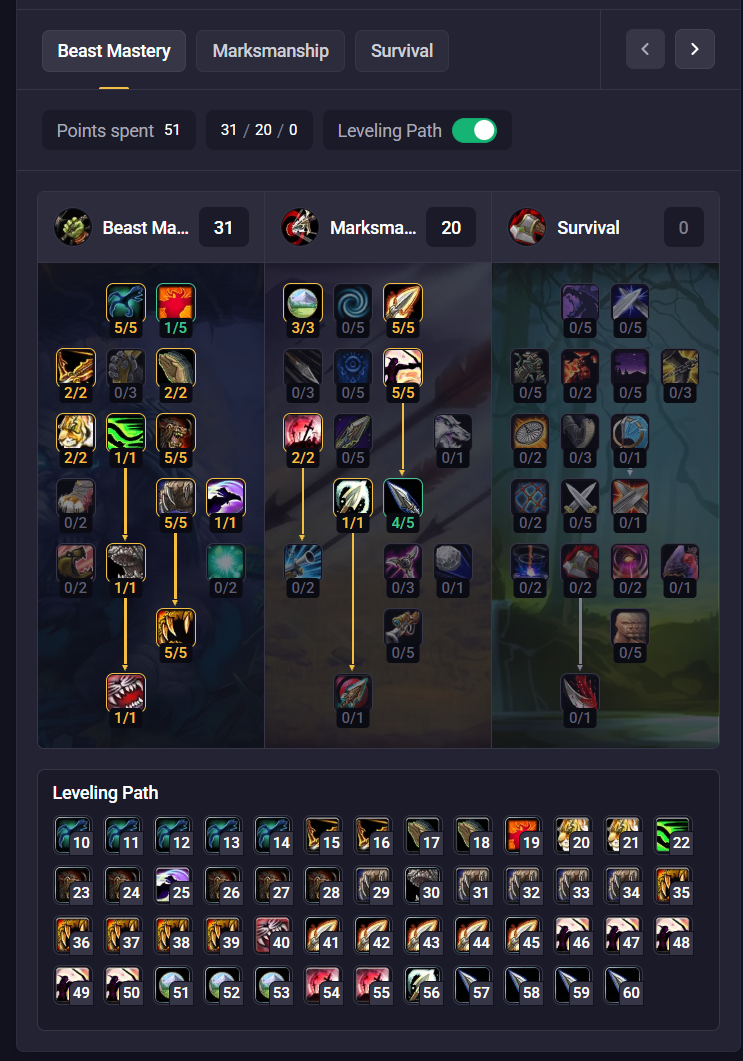 Beast Mastery Marksmanship Survival
Points spent 51 31 / 20 / 0 Leveling Path
Beast Ma... 31 Marksma... 20 Survival 0
5/5 1/5 3/3 0/5 5/5 0/5 0/5
2/2 0/3 2/2 0/3 0/5 5/5 0/5 0/2 0/5 0/3
2/2 1/1 5/5 2/2 0/5 0/1 0/2 0/3 0/1
0/2 5/5 1/1 1/1 4/5 0/2 0/5 0/1
0/2 1/1 0/2 0/2 0/3 0/1 0/2 0/2 0/2 0/1
5/5 0/5 0/5
1/1 0/1 0/1
Leveling Path
10 11 12 13 14 15 16 17 18 19 20 21 22
23 24 25 26 27 28 29 30 31 32 33 34 35
36 37 38 39 40 41 42 43 44 45 46 47 48
49 50 51 52 53 54 55 56 57 58 59 60